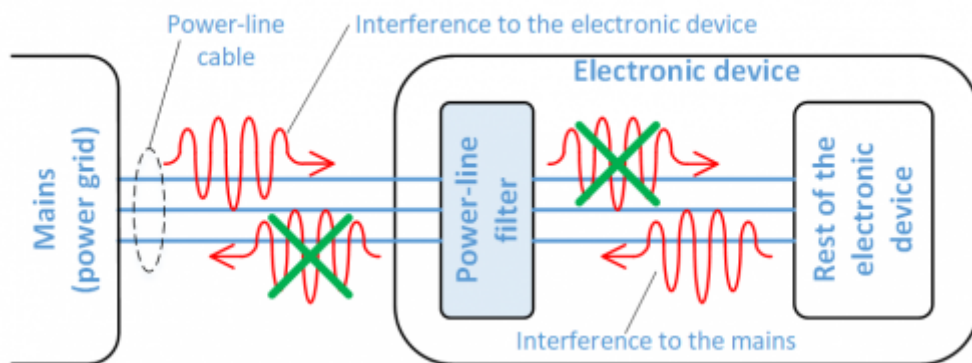 Power-line
cable
Interference to the electronic device
Electronic device
Mains
(power grid)
Power-line
filter
Rest of the
electronic
device
Interference to the mains